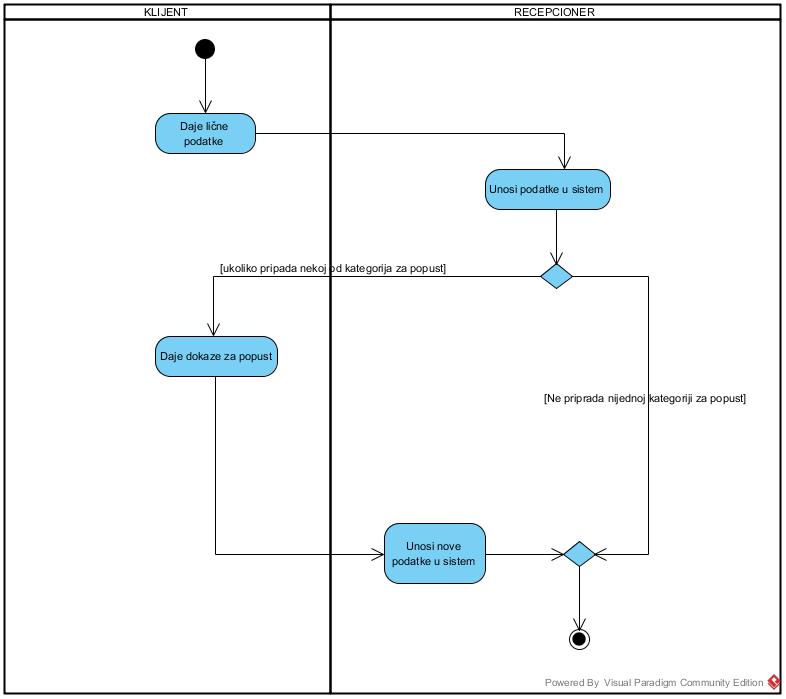 KLIJENT
RECEPCIONER
Daje lične
podatke
Unosi podatke u sistem
[ukoliko pripada nekoj od kategorija za popust]
Daje dokaze za popust
[Ne priprada nijednoj kategoriji za popust]
Unosi nove
podatke u sistem
Powered By Visual Paradigm Community Edition